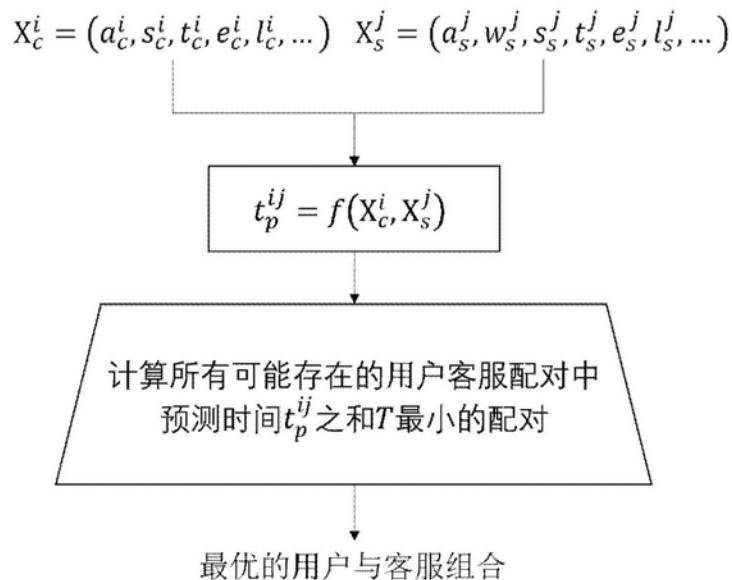 X_c^i = (a_c^i, s_c^i, t_c^i, e_c^i, l_c^i, ...) X_s^j = (a_s^j, w_s^j, s_s^j, t_s^j, e_s^j, l_s^j, ...)
t_p^{ij} = f(X_c^i, X_s^j)
计算所有可能存在的用户客服配对中
预测时间t_p^{ij}之和T最小的配对
最优的用户与客服组合